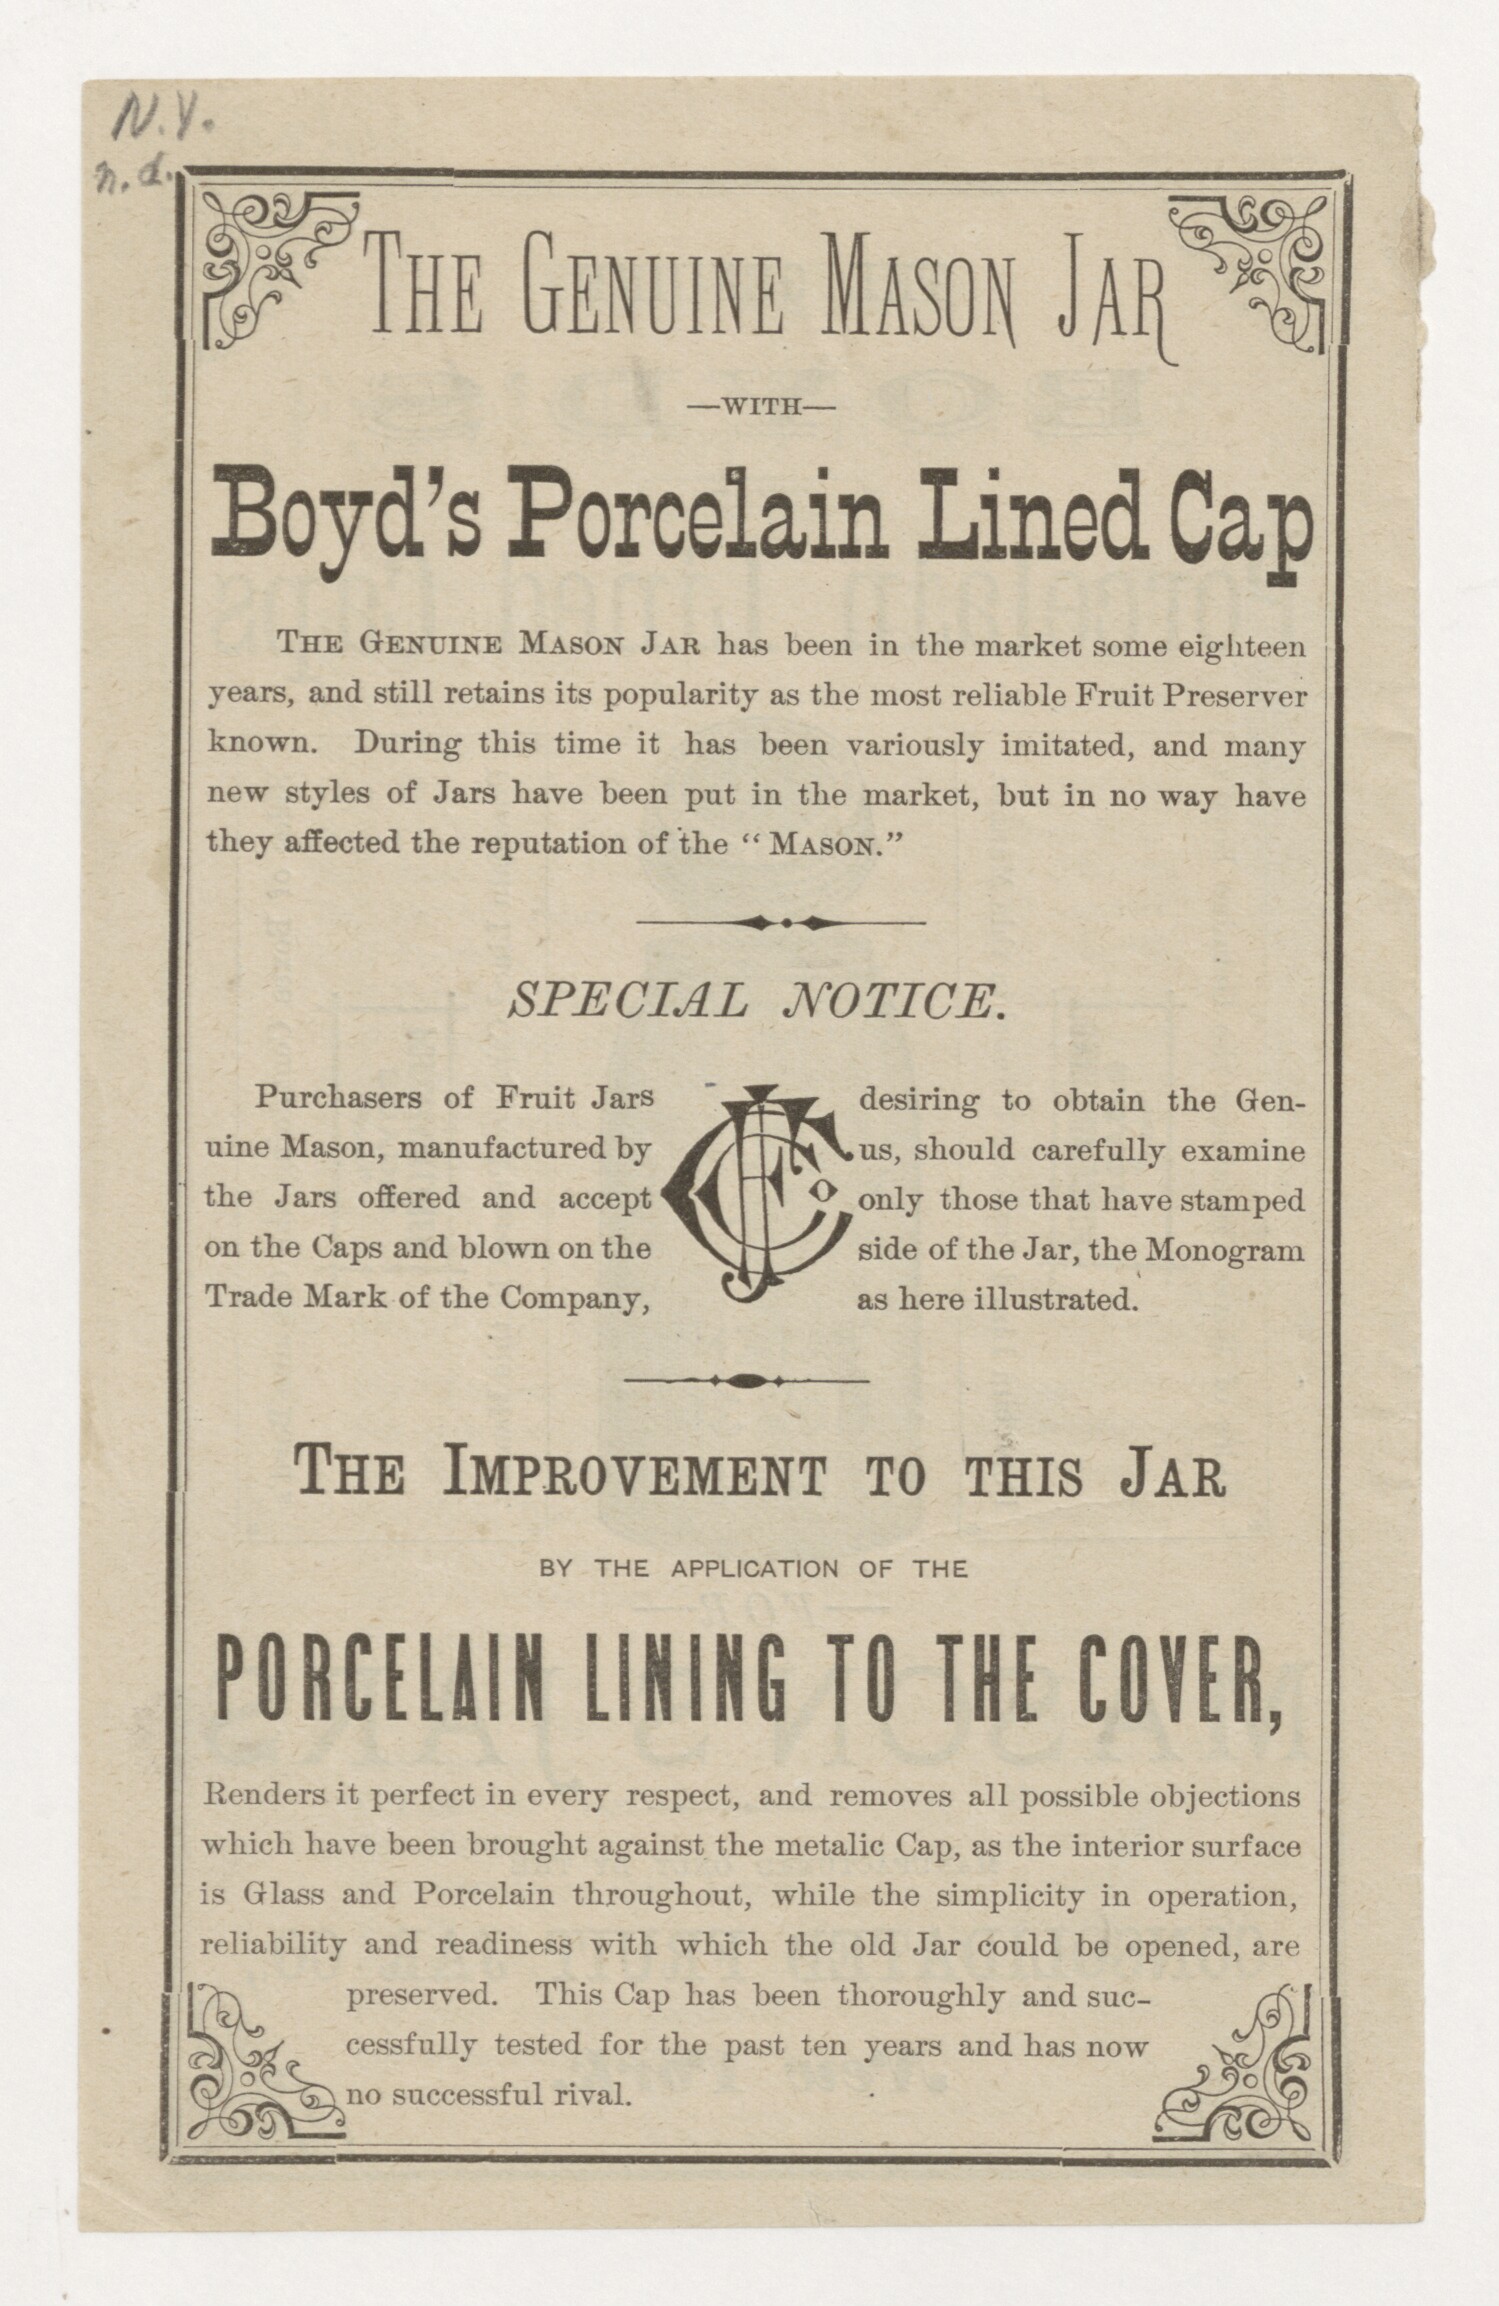 N.Y.
n.d.
THE GENUINE MASON JAR
—WITH—
Boyd's Porcelain Lined Cap
THE GENUINE MASON JAR has been in the market some eighteen
years, and still retains its popularity as the most reliable Fruit Preserver
known. During this time it has been variously imitated, and many
new styles of Jars have been put in the market, but in no way have
they affected the reputation of the "MASON."
SPECIAL NOTICE.
Purchasers of Fruit Jars desiring to obtain the Gen-
uine Mason, manufactured by us, should carefully examine
the Jars offered and accept only those that have stamped
on the Caps and blown on the side of the Jar, the Monogram
Trade Mark of the Company, as here illustrated.
THE IMPROVEMENT TO THIS JAR
BY THE APPLICATION OF THE
PORCELAIN LINING TO THE COVER,
Renders it perfect in every respect, and removes all possible objections
which have been brought against the metalic Cap, as the interior surface
is Glass and Porcelain throughout, while the simplicity in operation,
reliability and readiness with which the old Jar could be opened, are
preserved. This Cap has been thoroughly and suc-
cessfully tested for the past ten years and has now
no successful rival.